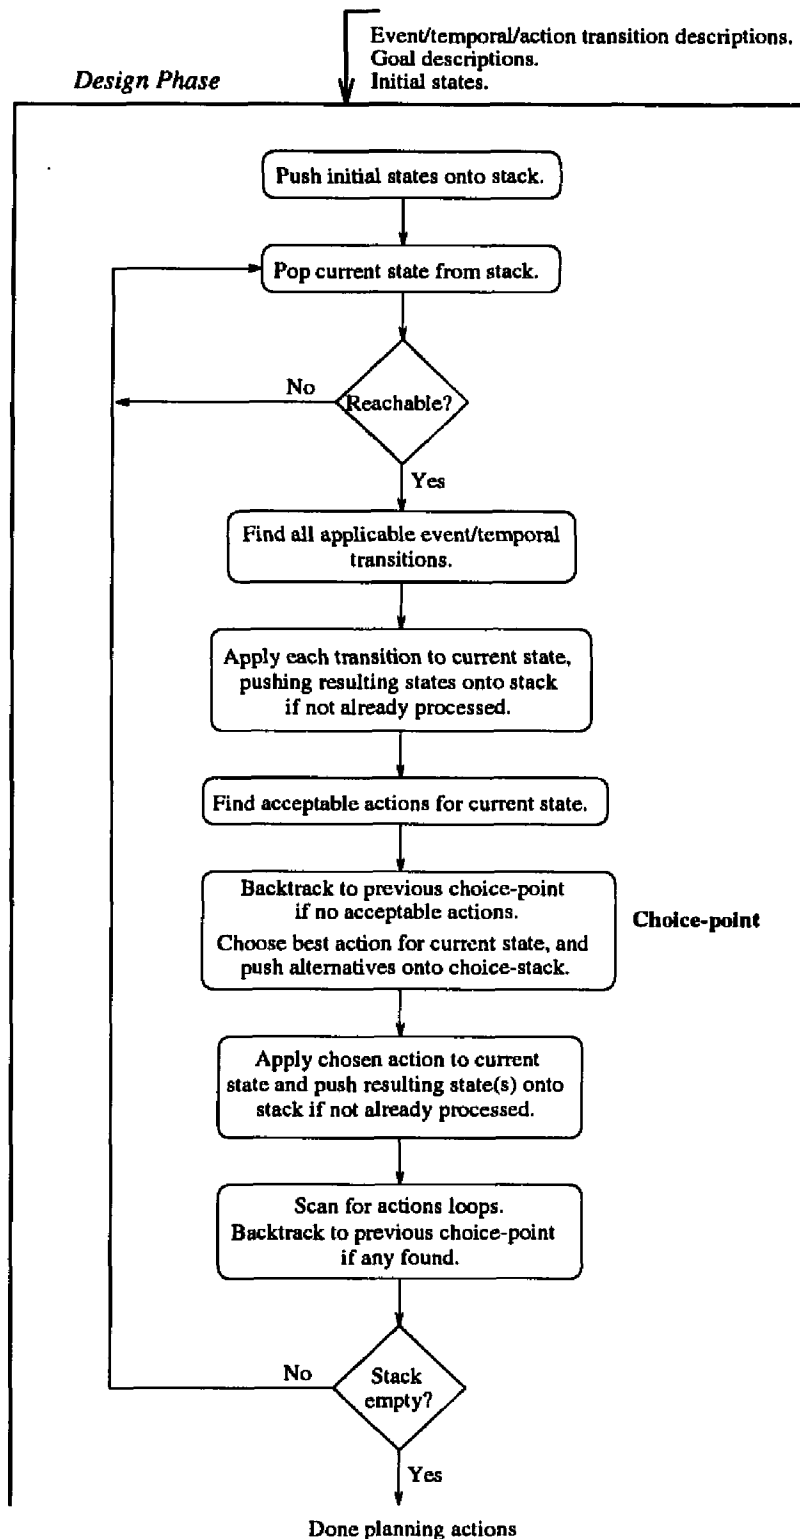 Event/temporal/action transition descriptions.
Goal descriptions.
Initial states.
Design Phase
Push initial states onto stack.
Pop current state from stack.
No
Reachable?
Yes
Find all applicable event/temporal
transitions.
Apply each transition to current state,
pushing resulting states onto stack
if not already processed.
Find acceptable actions for current state.
Backtrack to previous choice-point
if no acceptable actions.
Choice-point
Choose best action for current state, and
push alternatives onto choice-stack.
Apply chosen action to current
state and push resulting state(s) onto
stack if not already processed.
Scan for actions loops.
Backtrack to previous choice-point
if any found.
No
Stack
empty?
Yes
Done planning actions